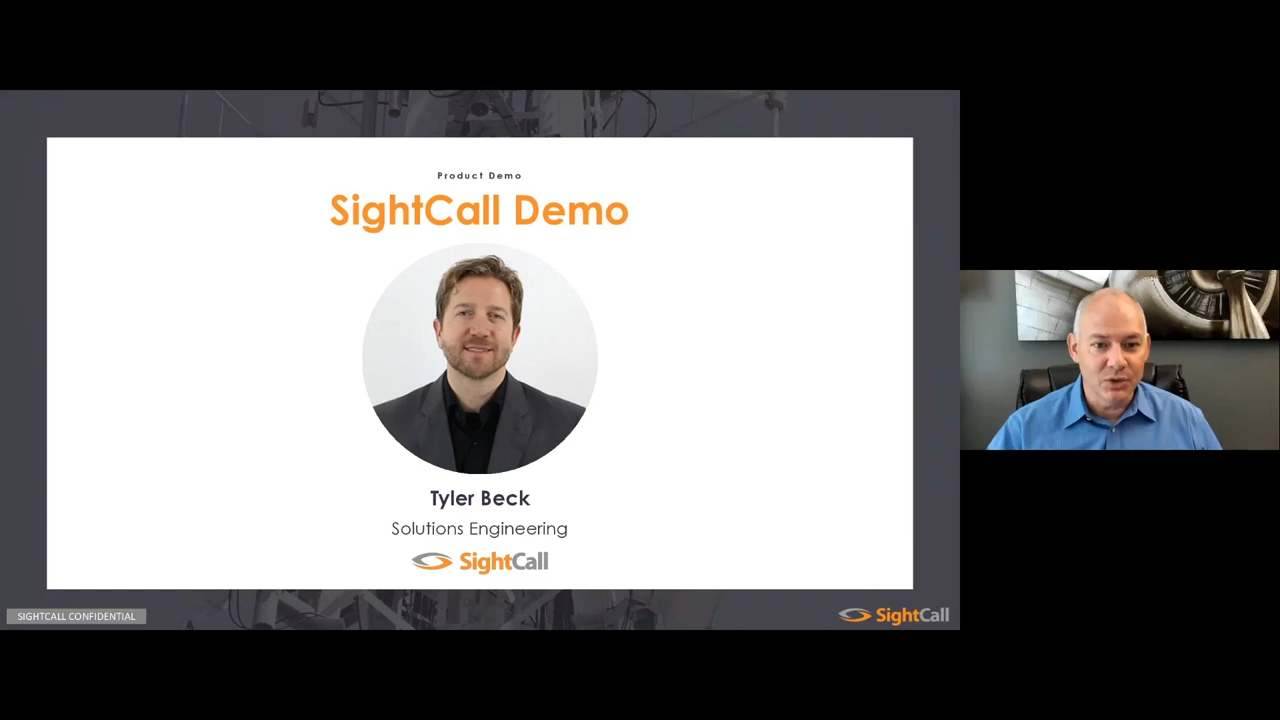 Product Demo
SightCall Demo
Tyler Beck
Solutions Engineering
SightCall
SIGHTCALL CONFIDENTIAL
SightCall